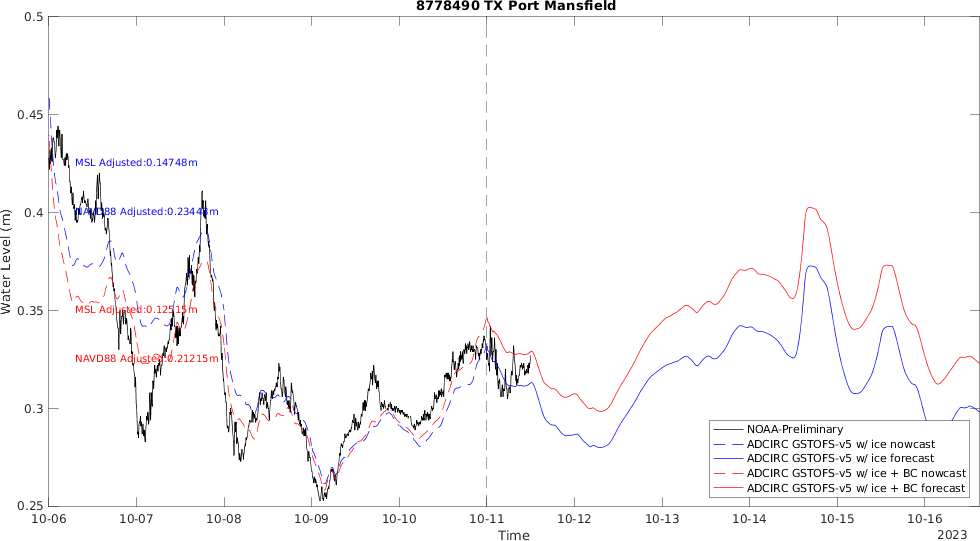 8778490 TX Port Mansfield
0.5
0.45
0.4
0.35
0.3
0.25
Water Level (m)
MSL Adjusted:0.14748m
NAVD88 Adjusted:0.23448m
MSL Adjusted:0.12515m
NAVD88 Adjusted:0.21215m
NOAA-Preliminary
ADCIRC GSTOFS-v5 w/ ice nowcast
ADCIRC GSTOFS-v5 w/ ice forecast
ADCIRC GSTOFS-v5 w/ ice + BC nowcast
ADCIRC GSTOFS-v5 w/ ice + BC forecast
10-06 10-07 10-08 10-09 10-10 10-11 10-12 10-13 10-14 10-15 10-16
Time
2023